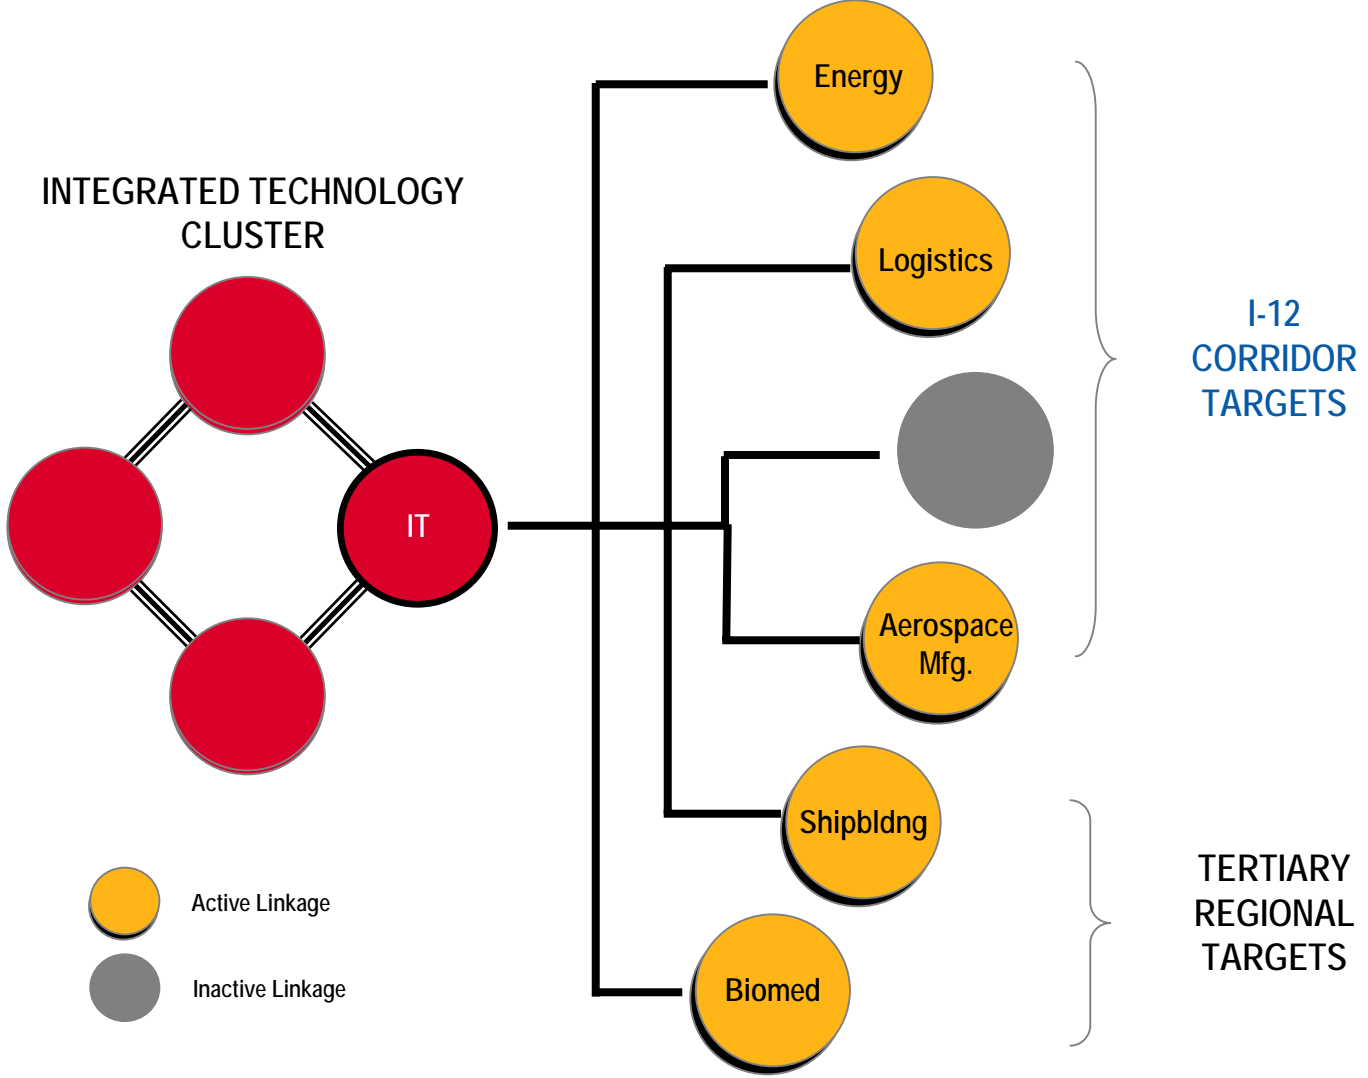 INTEGRATED TECHNOLOGY
CLUSTER
IT
Energy
Logistics
Aerospace
Mfg.
Shipbldng
Biomed
I-12
CORRIDOR
TARGETS
TERTIARY
REGIONAL
TARGETS
Active Linkage
Inactive Linkage